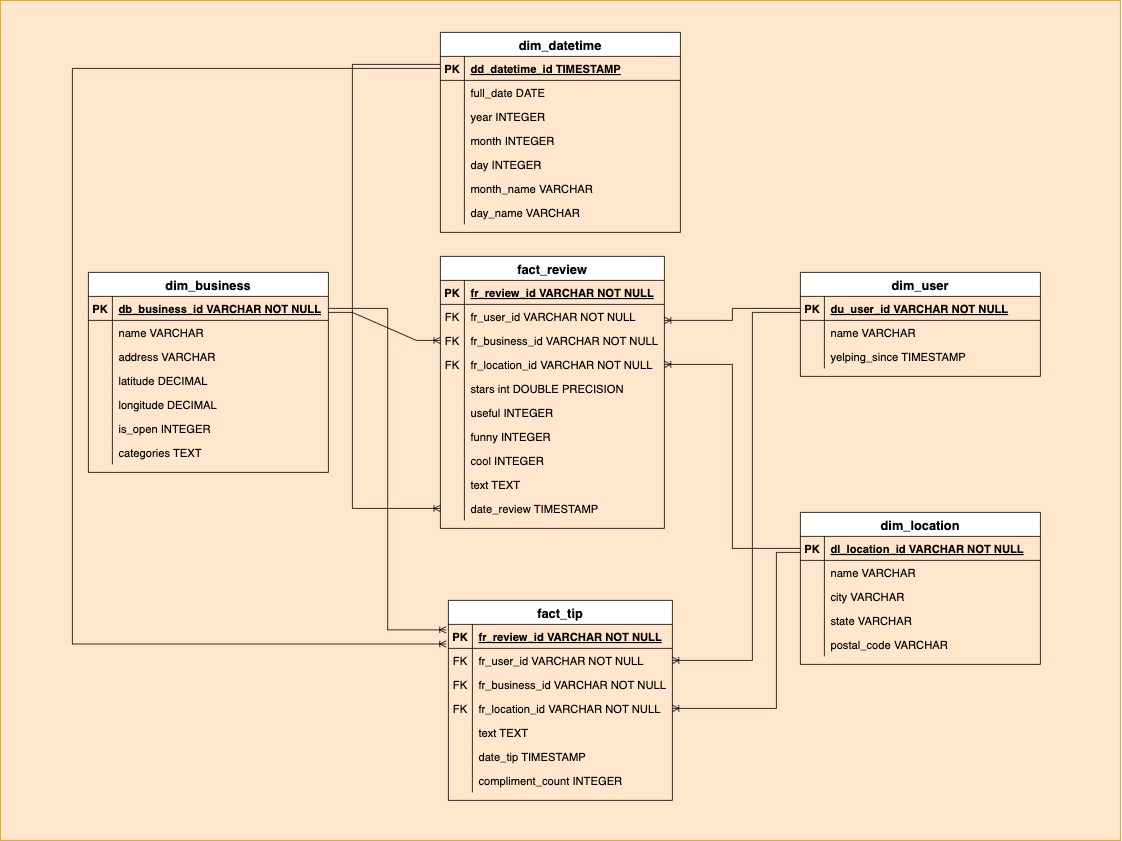 dim_datetime
PK dd_datetime_id TIMESTAMP
full_date DATE
year INTEGER
month INTEGER
day INTEGER
month_name VARCHAR
day_name VARCHAR
dim_business
PK db_business_id VARCHAR NOT NULL
name VARCHAR
address VARCHAR
latitude DECIMAL
longitude DECIMAL
is_open INTEGER
categories TEXT
fact_review
PK fr_review_id VARCHAR NOT NULL
FK fr_user_id VARCHAR NOT NULL
FK fr_business_id VARCHAR NOT NULL
FK fr_location_id VARCHAR NOT NULL
stars int DOUBLE PRECISION
useful INTEGER
funny INTEGER
cool INTEGER
text TEXT
date_review TIMESTAMP
dim_user
PK du_user_id VARCHAR NOT NULL
name VARCHAR
yelping_since TIMESTAMP
dim_location
PK dl_location_id VARCHAR NOT NULL
name VARCHAR
city VARCHAR
state VARCHAR
postal_code VARCHAR
fact_tip
PK fr_review_id VARCHAR NOT NULL
FK fr_user_id VARCHAR NOT NULL
FK fr_business_id VARCHAR NOT NULL
FK fr_location_id VARCHAR NOT NULL
text TEXT
date_tip TIMESTAMP
compliment_count INTEGER